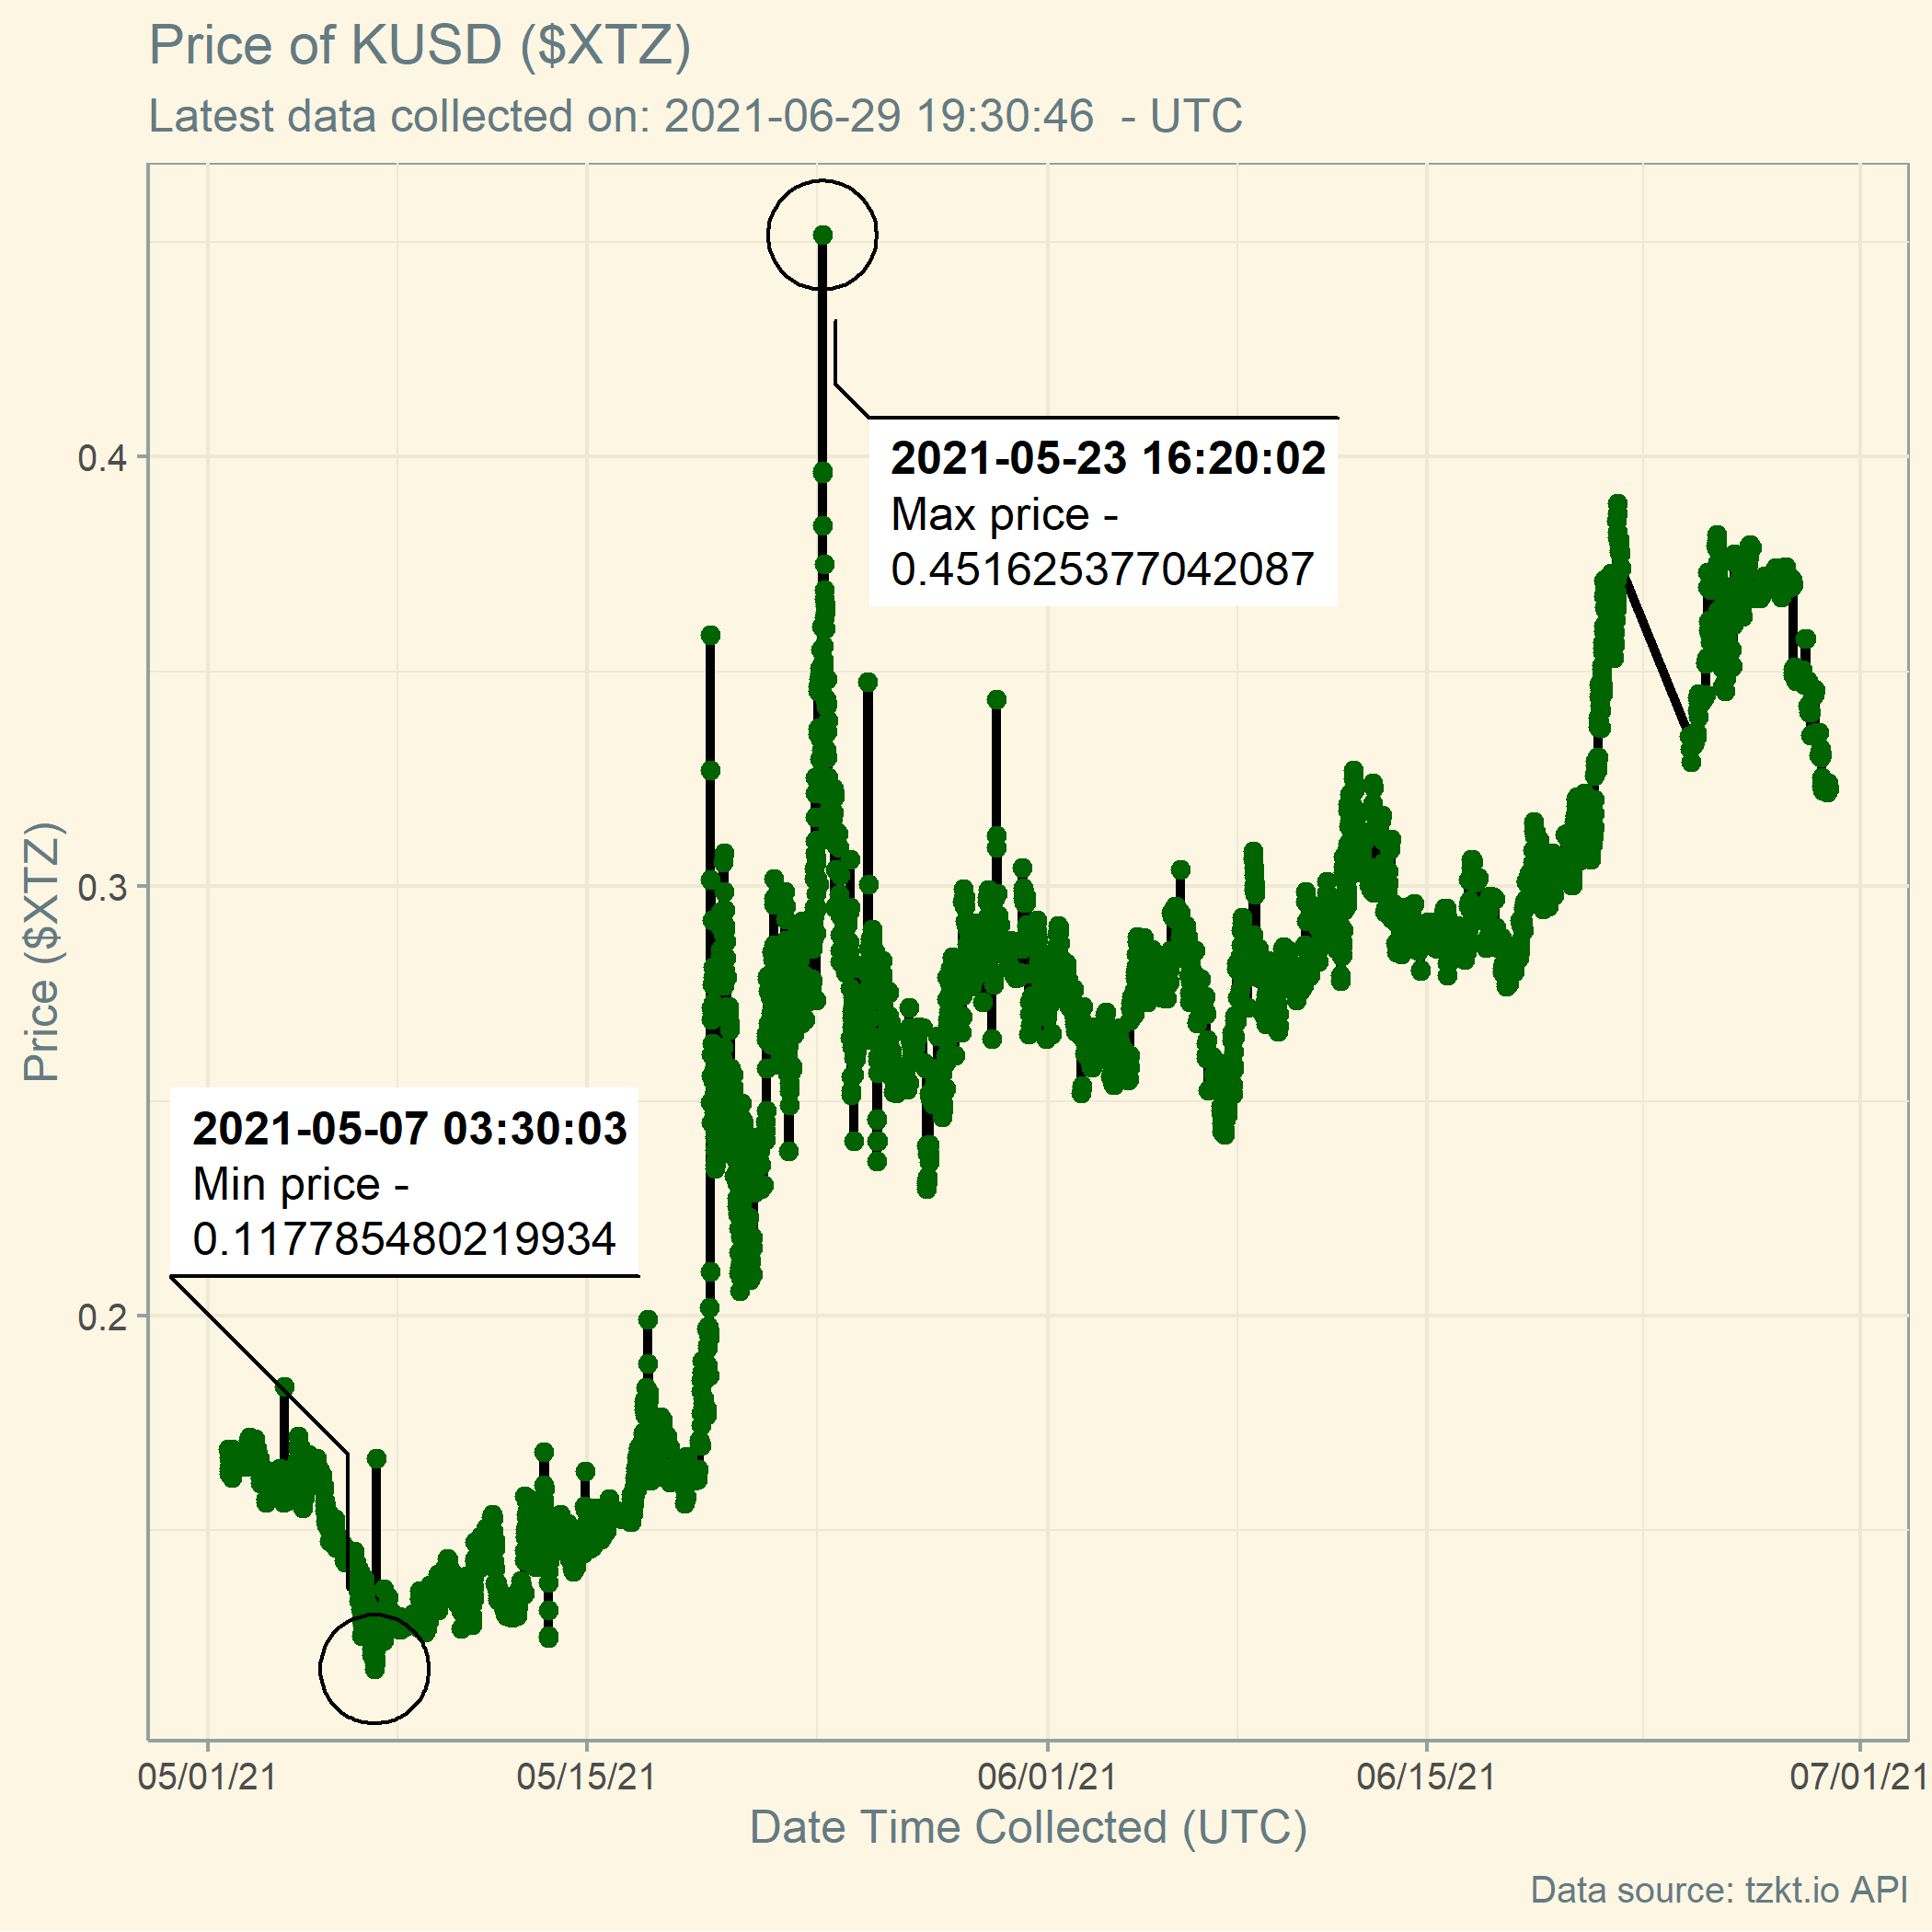 Price of KUSD ($XTZ)
Latest data collected on: 2021-06-29 19:30:46  - UTC
2021-05-23 16:20:02
Max price -
0.451625377042087
0.4
0.3
0.2
Price ($XTZ)
2021-05-07 03:30:03
Min price -
0.117785480219934
05/01/21
05/15/21
06/01/21
06/15/21
07/01/21
Date Time Collected (UTC)
Data source: tzkt.io API